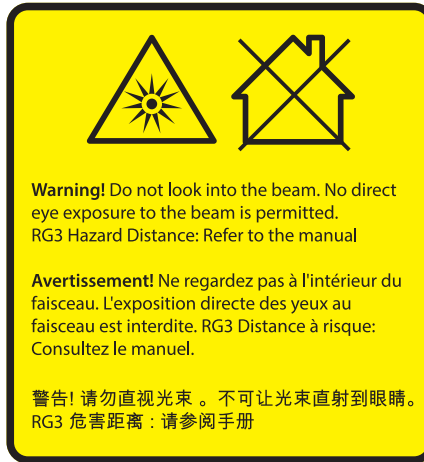 Warning! Do not look into the beam. No direct
eye exposure to the beam is permitted.
RG3 Hazard Distance: Refer to the manual
Avertissement! Ne regardez pas à l'intérieur du
faisceau. L'exposition directe des yeux au
faisceau est interdite. RG3 Distance à risque:
Consultez le manuel.
警告! 请勿直视光束 。不可让光束直射到眼睛。
RG3 危害距离：请参阅手册